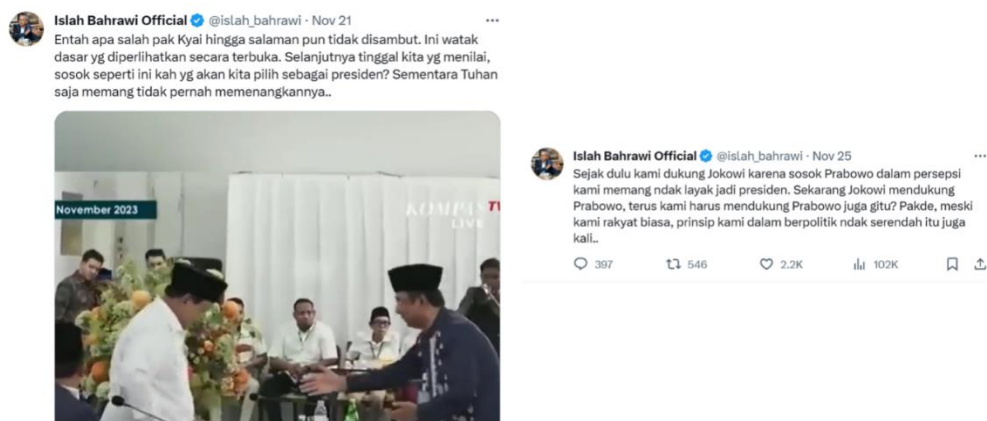 Islah Bahrawi Official @islah_bahrawi · Nov 21
Entah apa salah pak Kyai hingga salaman pun tidak disambut. Ini watak
dasar yg diperlihatkan secara terbuka. Selanjutnya tinggal kita yg menilai,
sosok seperti ini kah yg akan kita pilih sebagai presiden? Sementara Tuhan
saja memang tidak pernah memenangkannya..
November 2023
KOMPAS TV
LIVE
Islah Bahrawi Official @islah_bahrawi · Nov 25
Sejak dulu kami dukung Jokowi karena sosok Prabowo dalam persepsi
kami memang ndak layak jadi presiden. Sekarang Jokowi mendukung
Prabowo, terus kami harus mendukung Prabowo juga gitu? Pakde, meski
kami rakyat biasa, prinsip kami dalam berpolitik ndak serendah itu juga
kali..
397 546 2.2K 102K